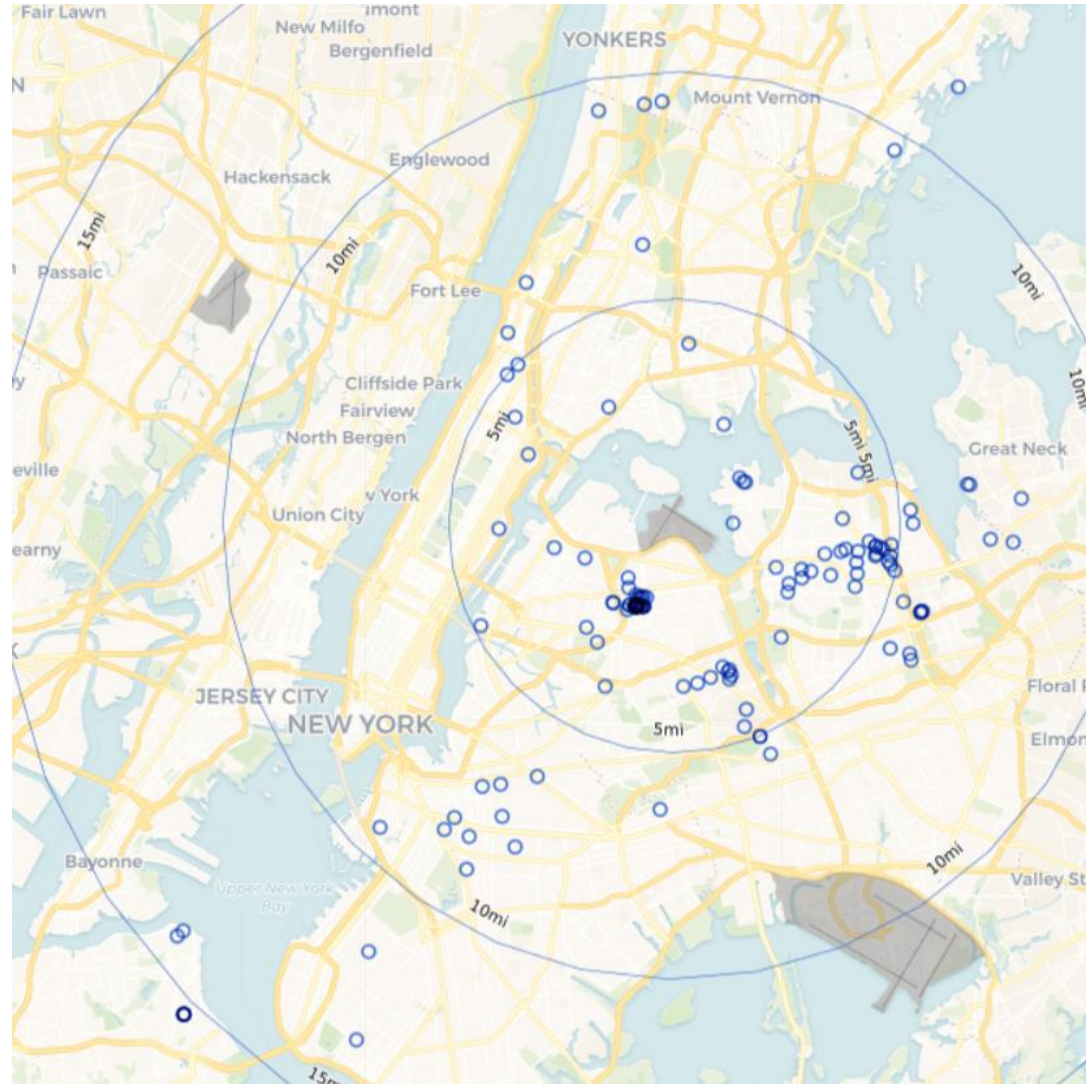 Fair Lawn
New Milfo
Bergenfield
YONKERS
N
Mount Vernon
Englewood
Hackensack
15mi
10mi
Passaic
10mi
Fort Lee
10mi
Cliffside Park
Fairview
5mi
North Bergen
5mi
5mi
Great Neck
eville
York
Union City
earny
JERSEY CITY
NEW YORK
5mi
Floral
Elmon
Bayonne
10mi
Valley St
Upper New York
Bay
10mi
15m